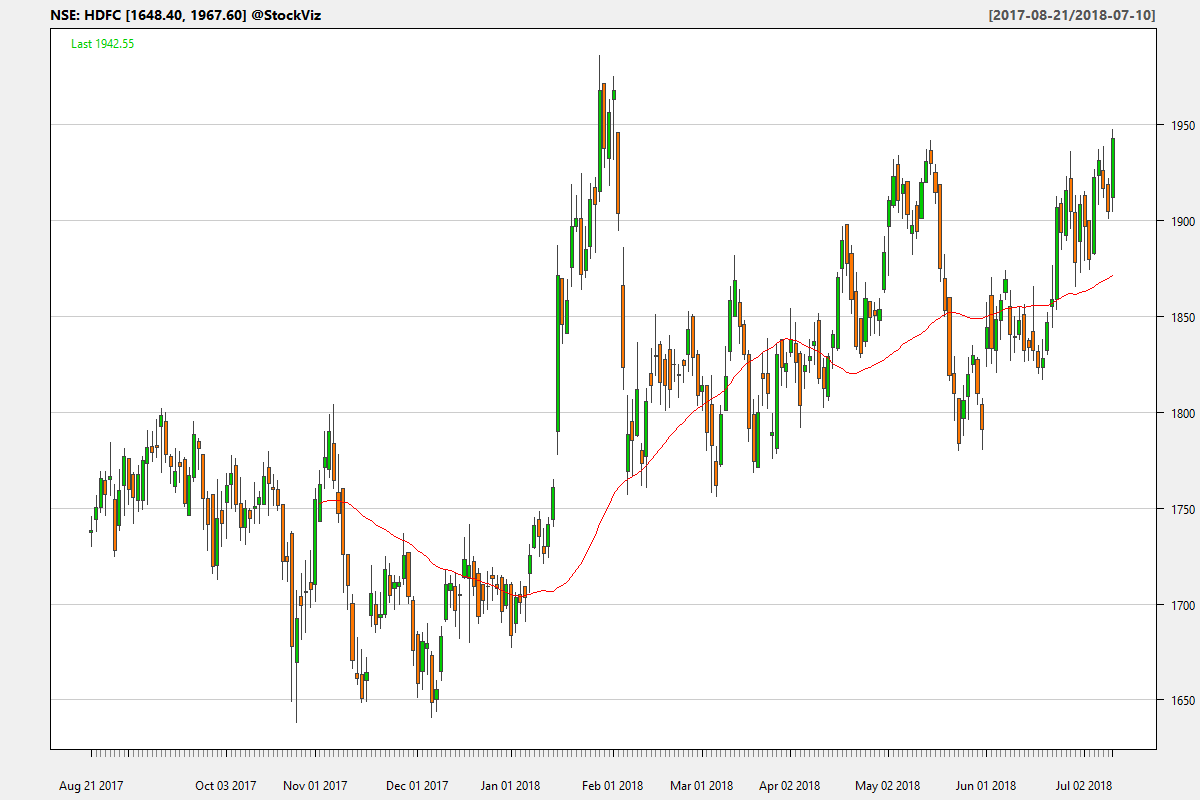 NSE: HDFC [1648.40, 1967.60] @StockViz
[2017-08-21/2018-07-10]
Last 1942.55
1950
1900
1850
1800
1750
1700
1650
Aug 21 2017 Oct 03 2017 Nov 01 2017 Dec 01 2017 Jan 01 2018 Feb 01 2018 Mar 01 2018 Apr 02 2018 May 02 2018 Jun 01 2018 Jul 02 2018